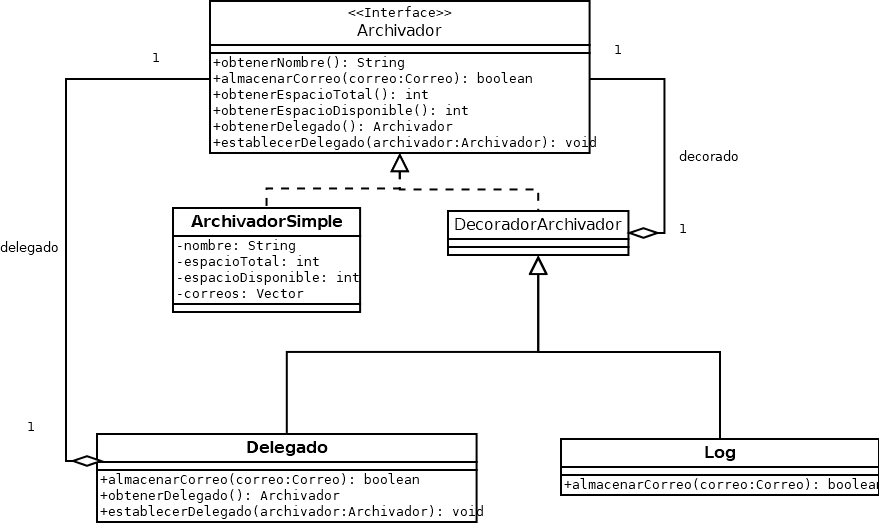 <<Interface>>
Archivador
+obtenerNombre(): String
+almacenarCorreo(correo:Correo): boolean
+obtenerEspacioTotal(): int
+obtenerEspacioDisponible(): int
+obtenerDelegado(): Archivador
+establecerDelegado(archivador:Archivador): void
1
1
decorado
1
delegado
1
ArchivadorSimple
-nombre: String
-espacioTotal: int
-espacioDisponible: int
-correos: Vector
DecoradorArchivador
Delegado
+almacenarCorreo(correo:Correo): boolean
+obtenerDelegado(): Archivador
+establecerDelegado(archivador:Archivador): void
Log
+almacenarCorreo(correo:Correo): boolean